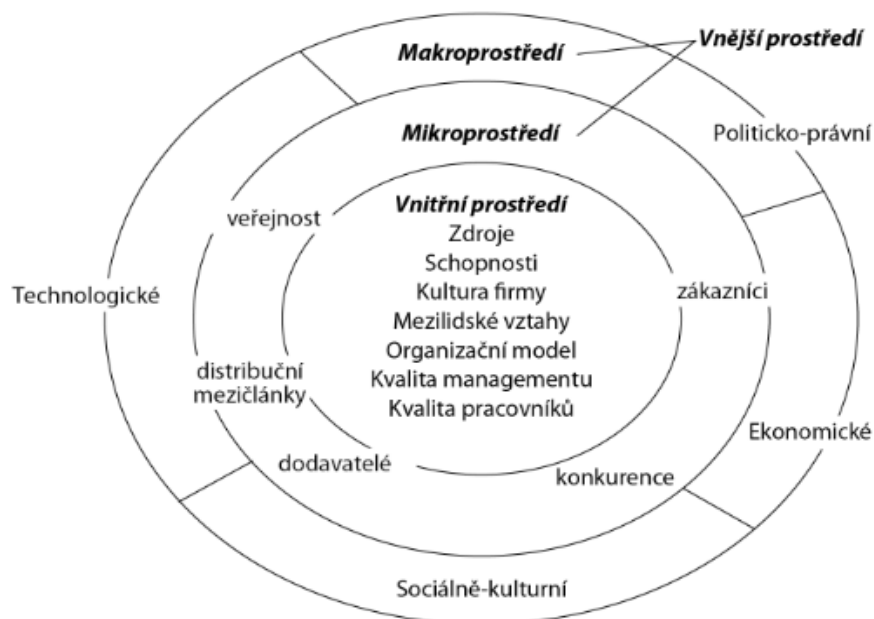 Makroprostředí
Vnější prostředí
Mikroprostředí
Politicko-právní
Vnitřní prostředí
veřejnost
Zdroje
Schopnosti
Technologické
Kultura firmy
zákazníci
Mezilidské vztahy
Organizační model
distribuční
mezičlánky
Kvalita managementu
Kvalita pracovníků
Ekonomické
dodavatelé
konkurence
Sociálně-kulturní